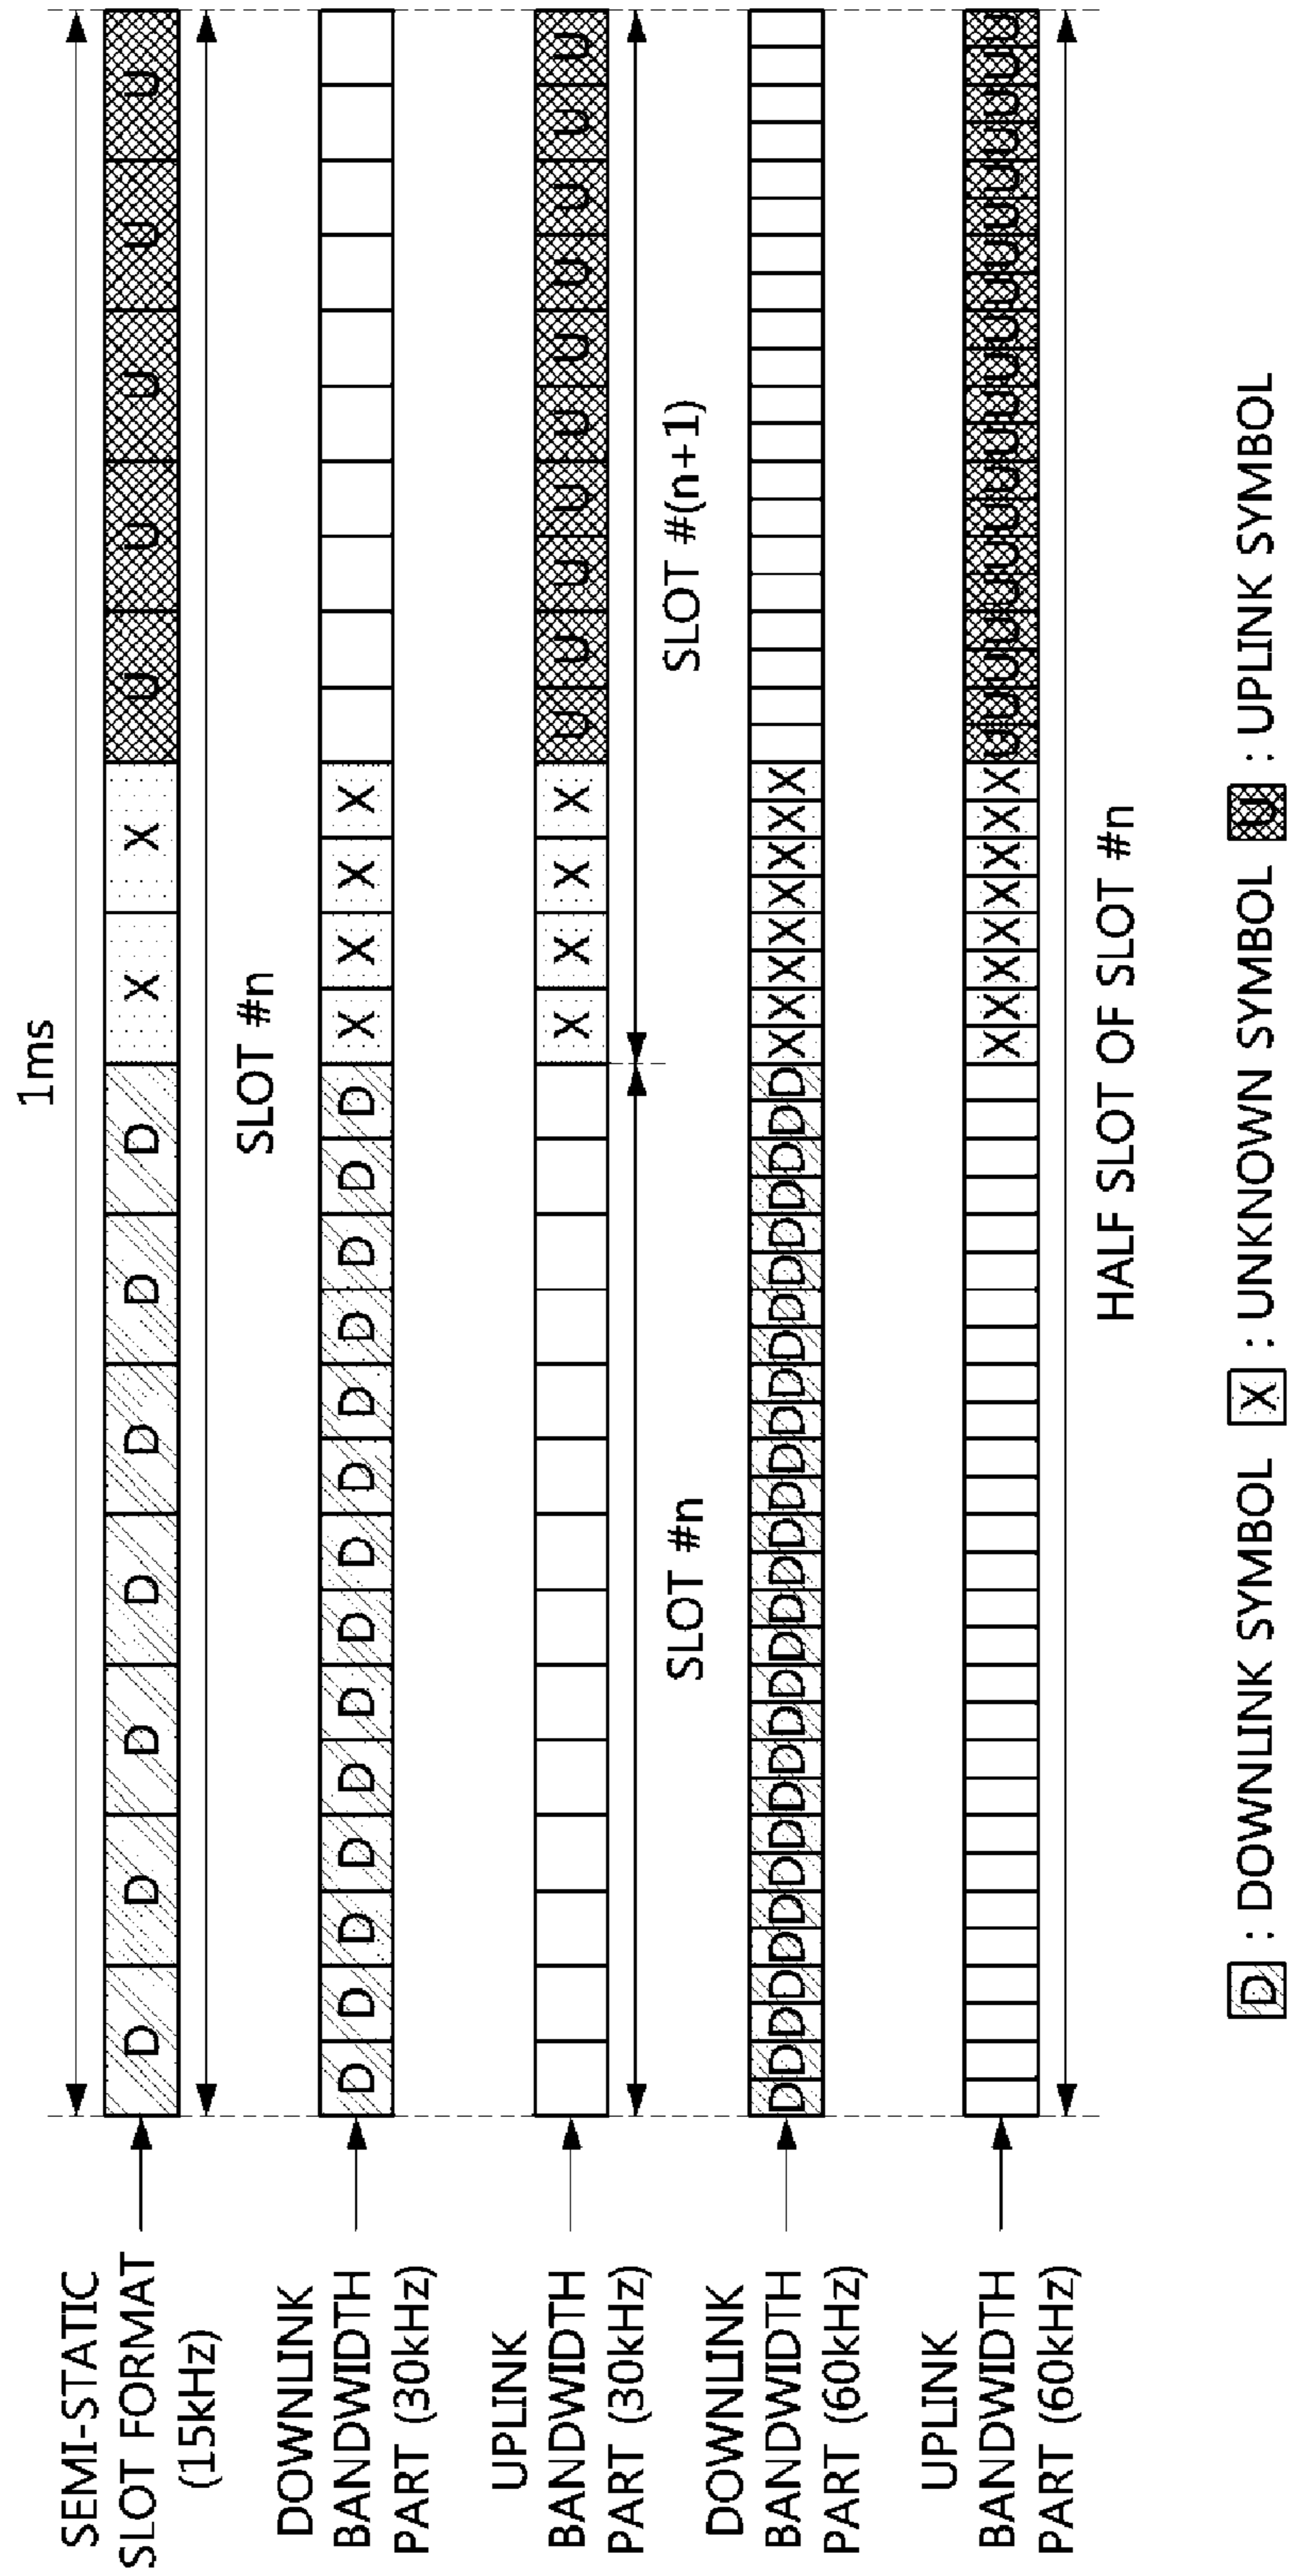 1ms
SEMI-STATIC
SLOT FORMAT
(15kHz)
D D D D D D D X X U U U U U
SLOT #n
DOWNLINK
BANDWIDTH
PART (30kHz)
D D D D D D D D D D D D D D X X X X
UPLINK
BANDWIDTH
PART (30kHz)
X X X X U U U U U U U U U U
SLOT #n
SLOT #(n+1)
DOWNLINK
BANDWIDTH
PART (60kHz)
D D D D D D D D D D D D D D D D D D D D D D D D D D D D X X X X X X X X
UPLINK
BANDWIDTH
PART (60kHz)
X X X X X X X X U U U U U U U U U U U U U U U U U U U U
HALF SLOT OF SLOT #n
D : DOWNLINK SYMBOL X : UNKNOWN SYMBOL U : UPLINK SYMBOL